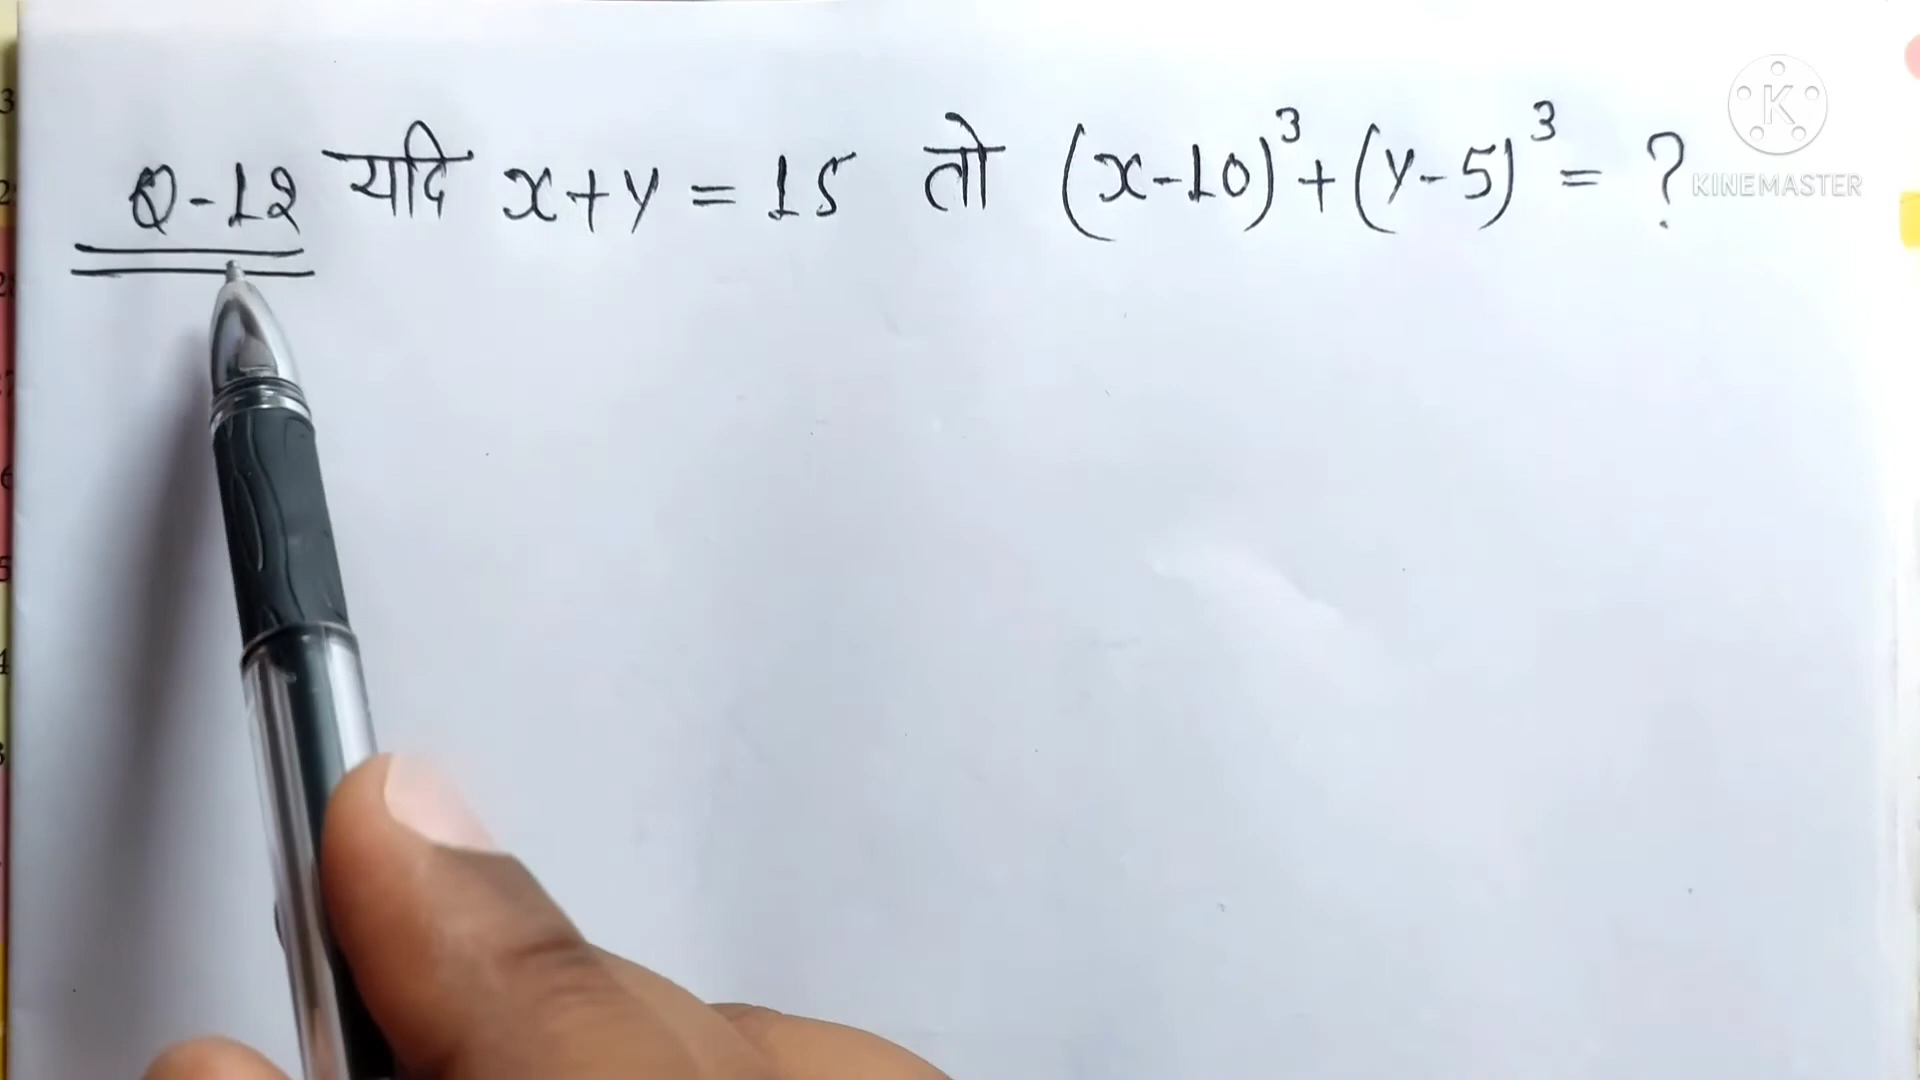 Q-12 यदि x+y = 15 तो (x-10)³+(y-5)³ = ?
KINEMASTER